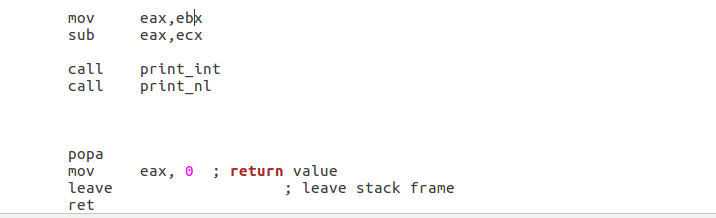 mov     eax,ebx
sub     eax,ecx
call    print_int
call    print_nl
popa
mov     eax, 0  ; return value
leave                   ; leave stack frame
ret